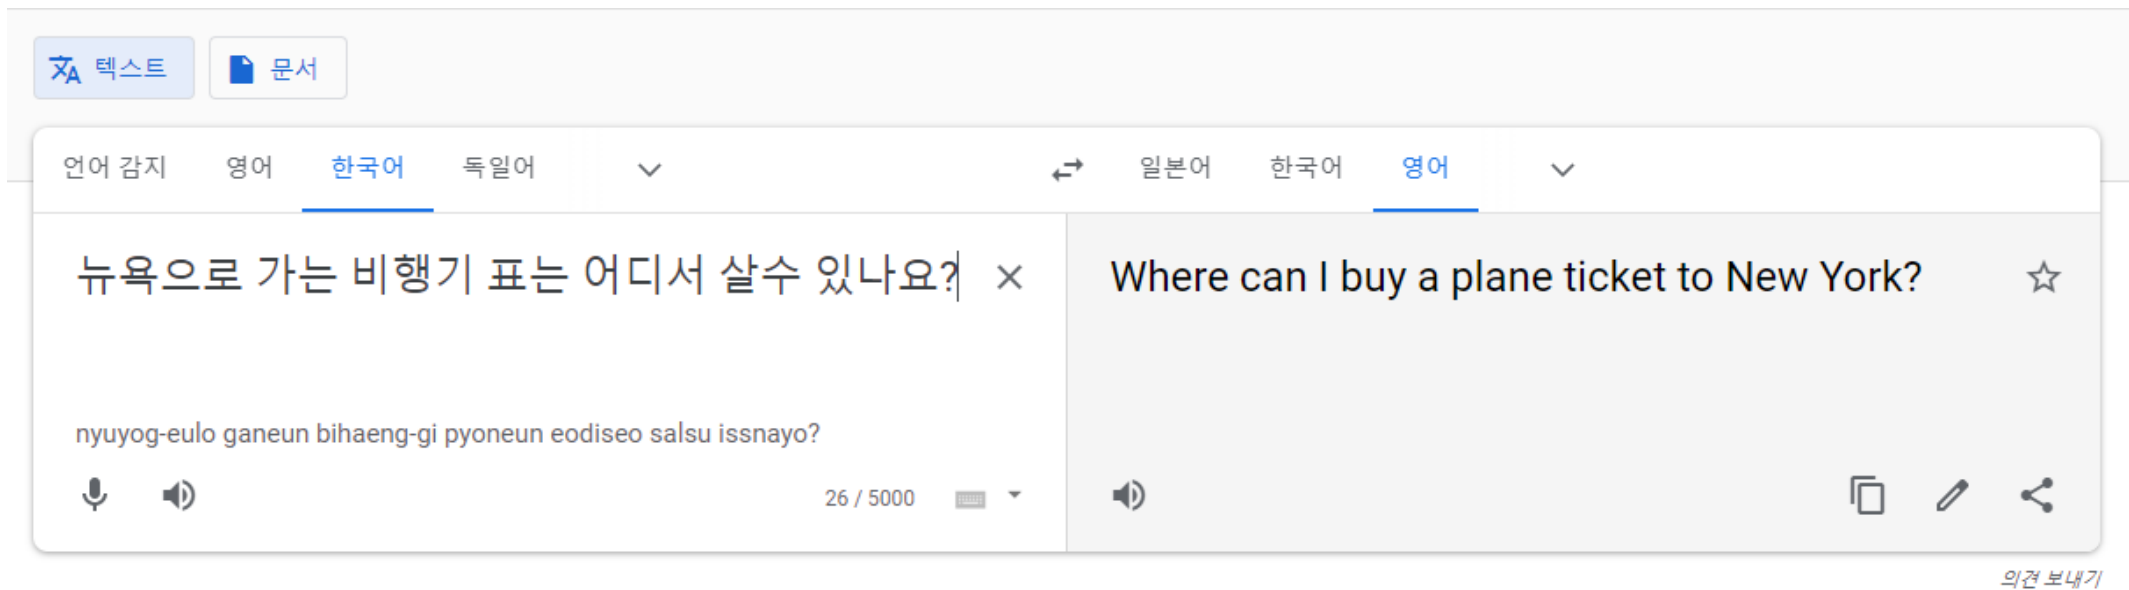 텍스트 문서
언어 감지 영어 한국어 독일어 일본어 한국어 영어
뉴욕으로 가는 비행기 표는 어디서 살수 있나요?
Where can I buy a plane ticket to New York?
nyuyog-eulo ganeun bihaeng-gi pyoneun eodiseo salsu issnayo?
26 / 5000
의견 보내기